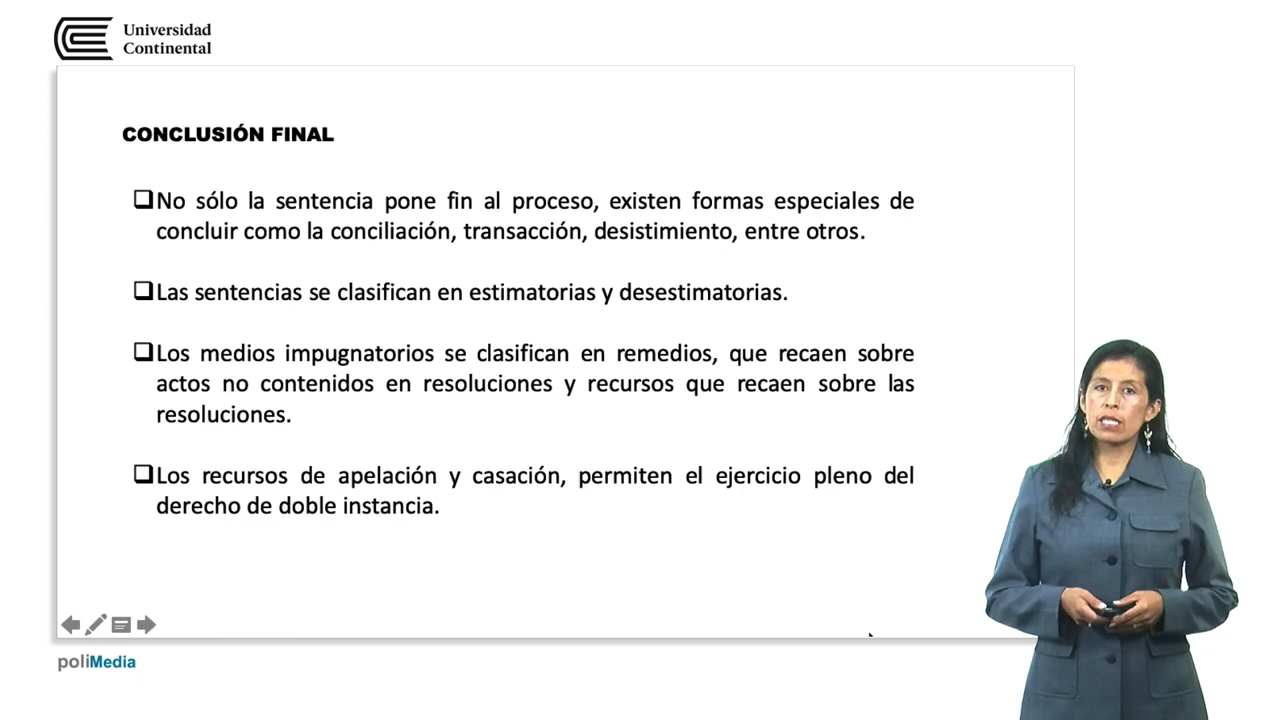 Universidad
Continental
CONCLUSIÓN FINAL
No sólo la sentencia pone fin al proceso, existen formas especiales de
concluir como la conciliación, transacción, desistimiento, entre otros.
Las sentencias se clasifican en estimatorias y desestimatorias.
Los medios impugnatorios se clasifican en remedios, que recaen sobre
actos no contenidos en resoluciones y recursos que recaen sobre las
resoluciones.
Los recursos de apelación y casación, permiten el ejercicio pleno del
derecho de doble instancia.
poliMedia